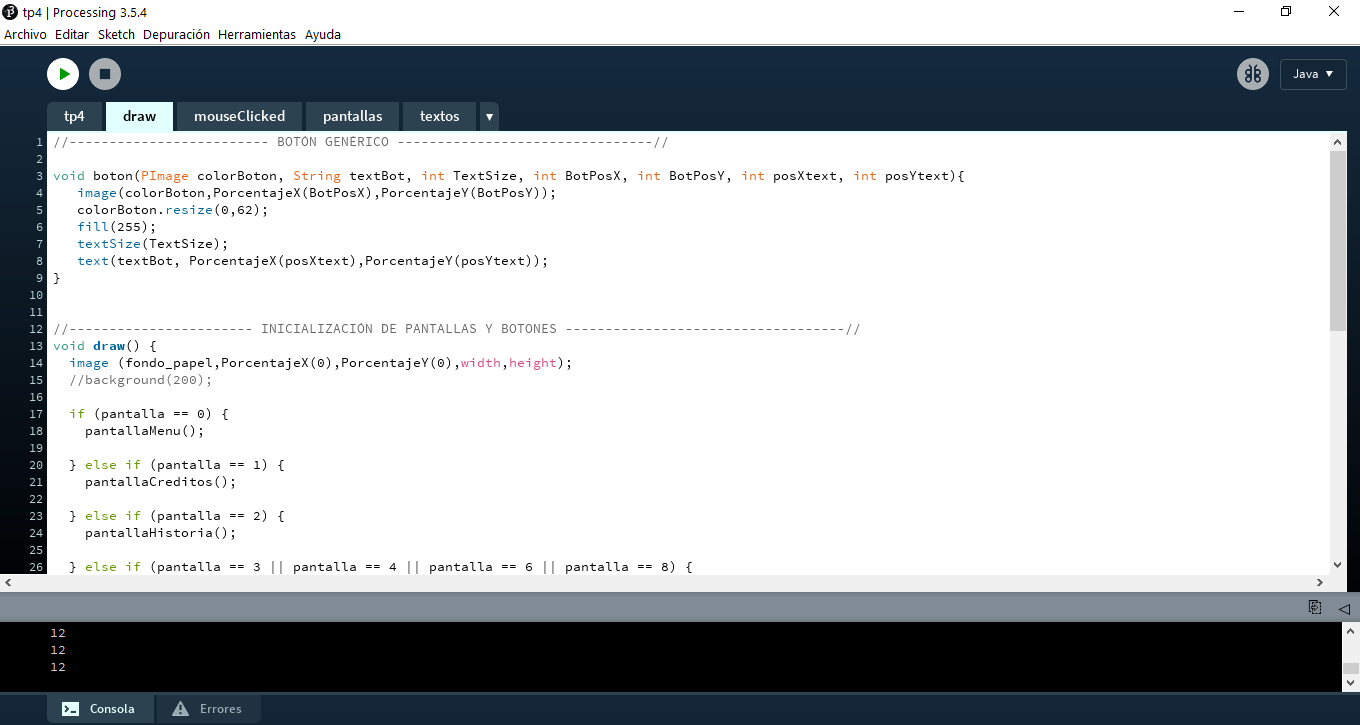 tp4 | Processing 3.5.4
Archivo Editar Sketch Depuración Herramientas Ayuda
Java ▼
tp4 draw mouseClicked pantallas textos ▼
1 //------------------------- BOTÓN GENÉRICO --------------------------------//
2
3 void boton(PImage colorBoton, String textBot, int TextSize, int BotPosX, int BotPosY, int posXtext, int posYtext){
4    image(colorBoton,PorcentajeX(BotPosX),PorcentajeY(BotPosY));
5    colorBoton.resize(0,62);
6    fill(255);
7    textSize(TextSize);
8    text(textBot, PorcentajeX(posXtext),PorcentajeY(posYtext));
9 }
10
11
12 //----------------------- INICIALIZACIÓN DE PANTALLAS Y BOTONES -----------------------------------//
13 void draw() {
14   image (fondo_papel,PorcentajeX(0),PorcentajeY(0),width,height);
15   //background(200);
16
17   if (pantalla == 0) {
18     pantallaMenu();
19
20   } else if (pantalla == 1) {
21     pantallaCreditos();
22
23   } else if (pantalla == 2) {
24     pantallaHistoria();
25
26   } else if (pantalla == 3 || pantalla == 4 || pantalla == 6 || pantalla == 8) {
12
12
12
Consola Errores